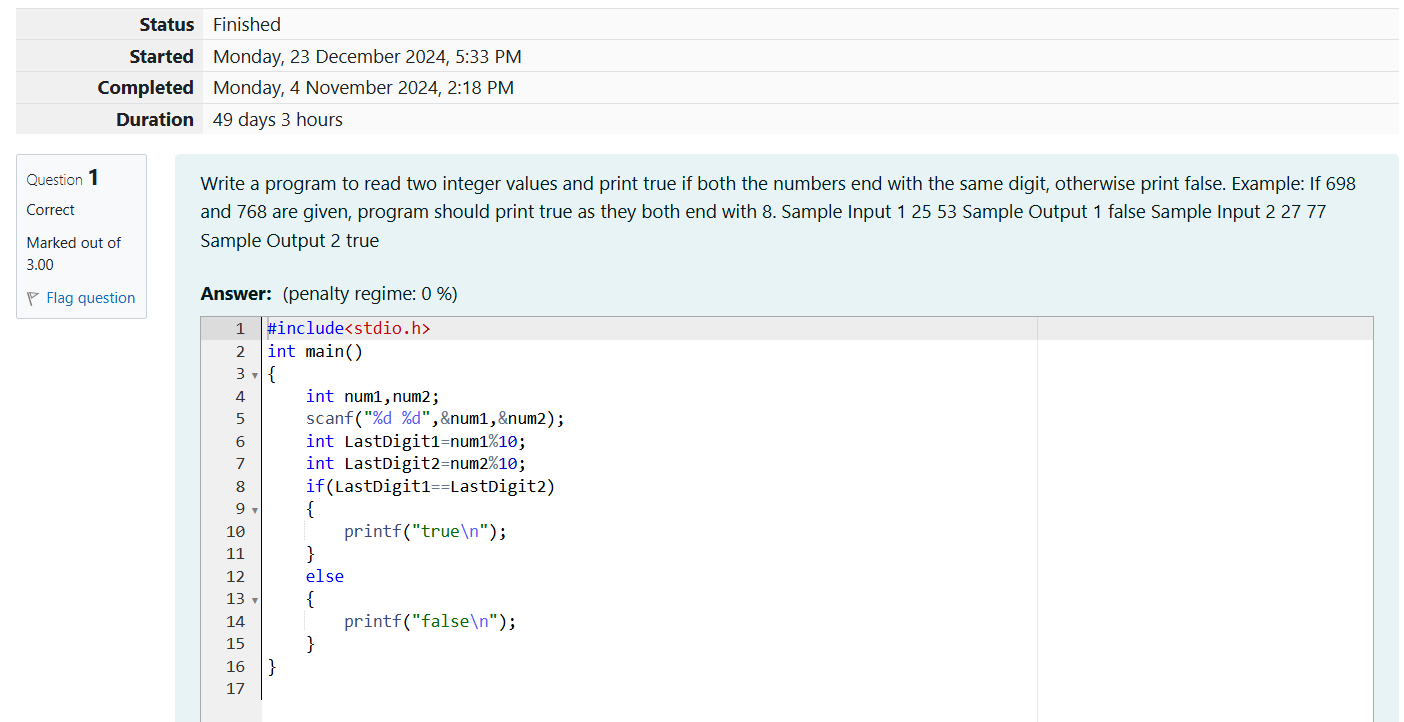 Status Finished
Started Monday, 23 December 2024, 5:33 PM
Completed Monday, 4 November 2024, 2:18 PM
Duration 49 days 3 hours
Question 1
Correct
Marked out of
3.00
Flag question
Write a program to read two integer values and print true if both the numbers end with the same digit, otherwise print false. Example: If 698
and 768 are given, program should print true as they both end with 8. Sample Input 1 25 53 Sample Output 1 false Sample Input 2 27 77
Sample Output 2 true
Answer: (penalty regime: 0 %)
1 #include<stdio.h>
2 int main()
3 {
4     int num1,num2;
5     scanf("%d %d",&num1,&num2);
6     int LastDigit1=num1%10;
7     int LastDigit2=num2%10;
8     if(LastDigit1==LastDigit2)
9     {
10         printf("true\n");
11     }
12     else
13     {
14         printf("false\n");
15     }
16 }
17